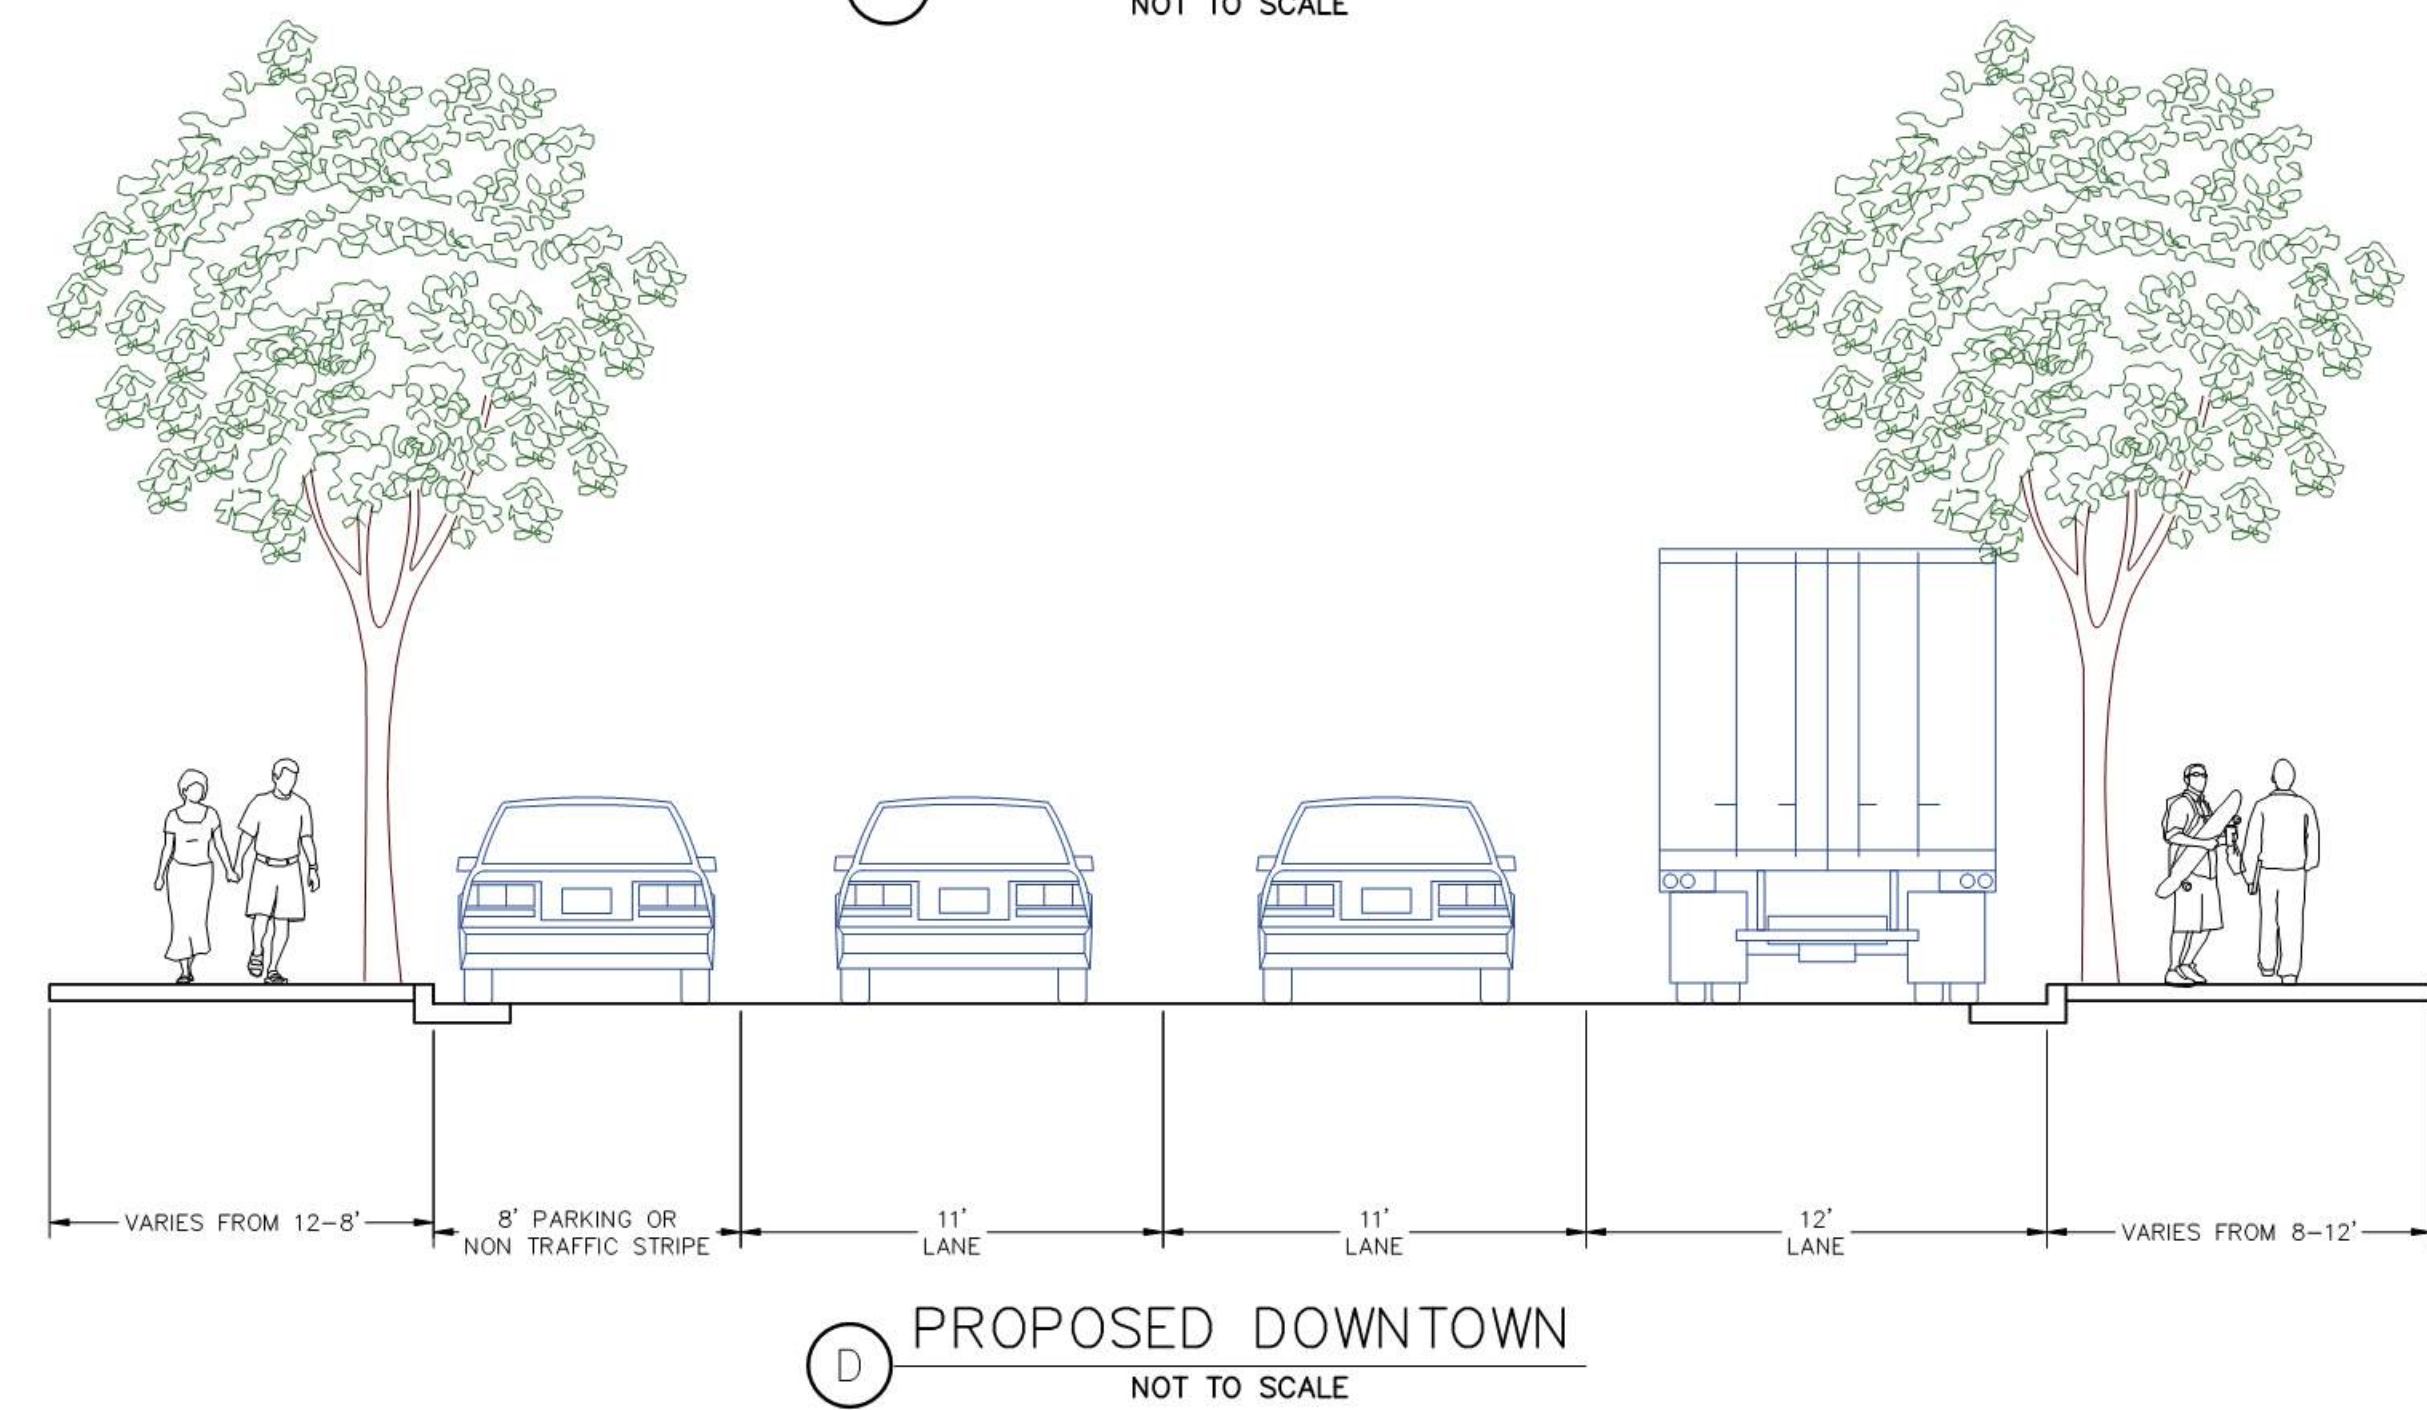 NOT TO SCALE
VARIES FROM 12-8'
8' PARKING OR
NON TRAFFIC STRIPE
11'
LANE
11'
LANE
12'
LANE
VARIES FROM 8-12'
D
PROPOSED DOWNTOWN
NOT TO SCALE